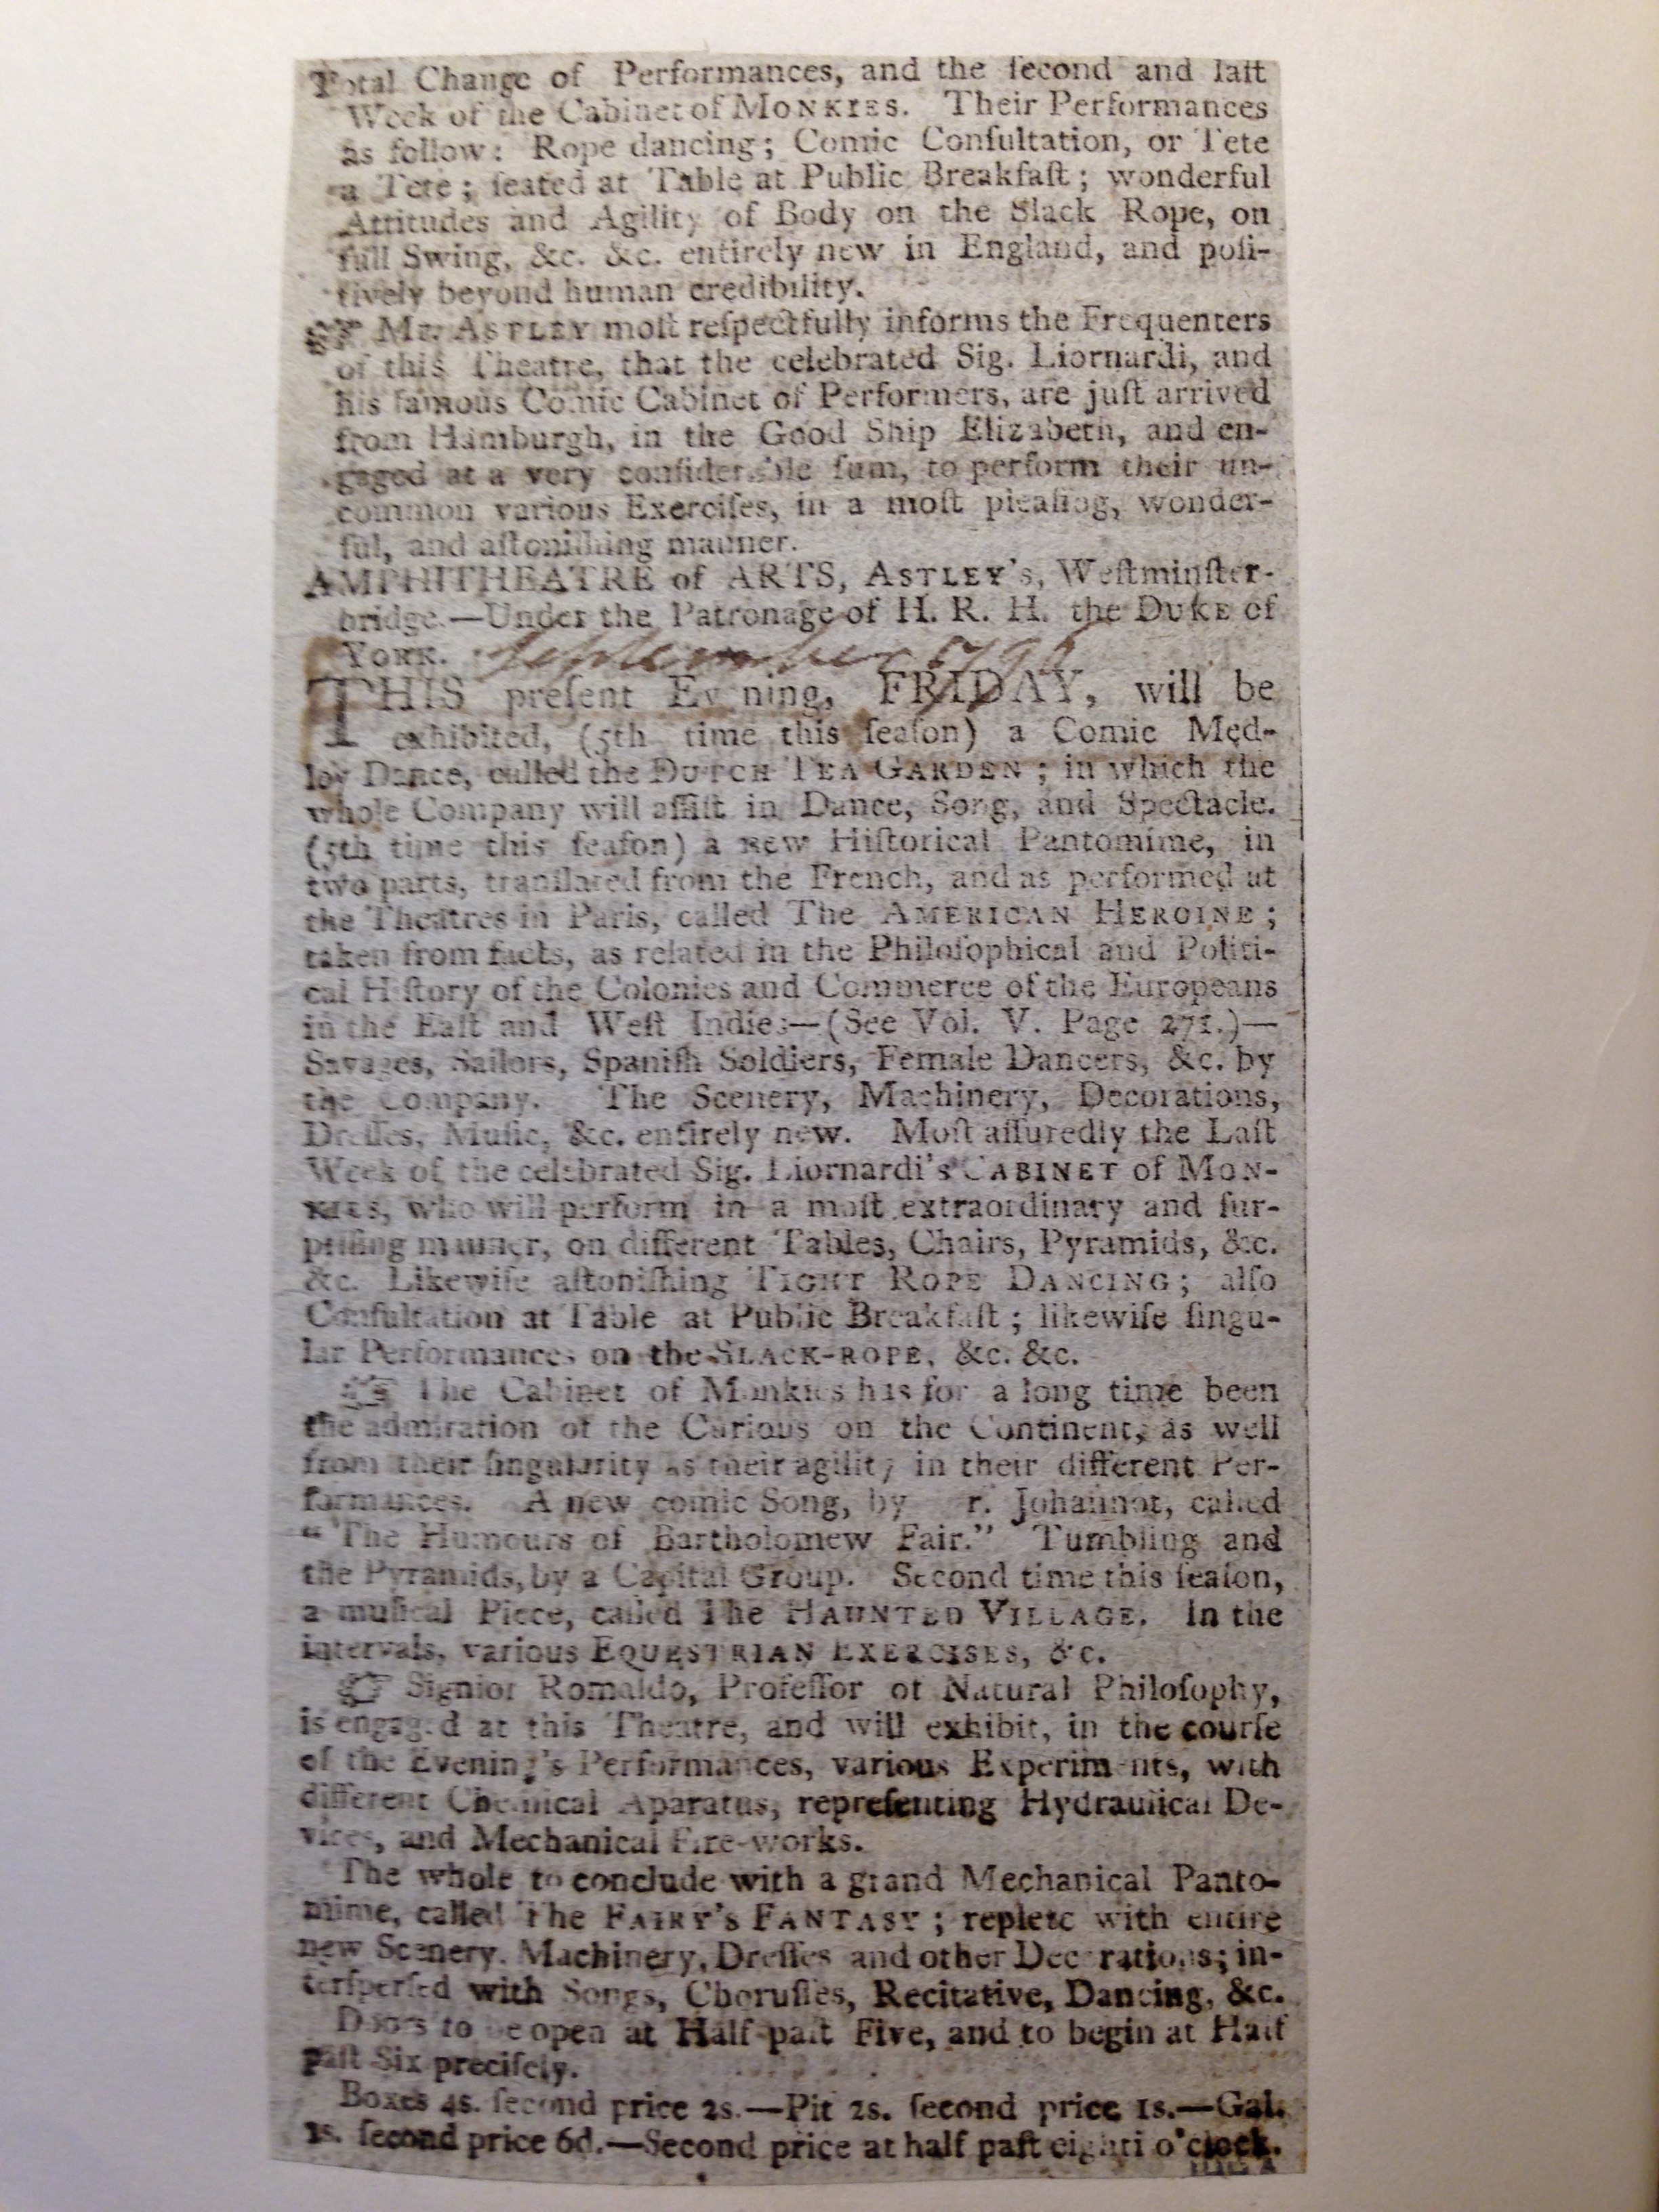 Total Change of Performances, and the ſecond and laſt
Week of the Cabinet of MONKIES. Their Performances
as follow: Rope dancing; Comic Conſultation, or Tete
a Tete; ſeated at Table at Public Breakfaſt; wonderful
Attitudes and Agility of Body on the Slack Rope, on
full Swing, &c. &c. entirely new in England, and poſi-
tively beyond human credibility.
☞ Mr. ASTLEY moſt reſpectfully informs the Frequenters
of this Theatre, that the celebrated Sig. Liornardi, and
his famous Comic Cabinet of Performers, are juſt arrived
from Hamburgh, in the Good Ship Elizabeth, and en-
gaged at a very conſiderable ſum, to perform their un-
common various Exerciſes, in a moſt pleaſing, wonder-
ful, and aſtoniſhing manner.
AMPHITHEATRE of ARTS, ASTLEY's, Weſtminſter-
bridge.—Under the Patronage of H. R. H. the DUKE of
YORK. September
THIS preſent Evening, FRIDAY, will be
exhibited, (5th time this ſeaſon) a Comic Med-
ley Dance, called the DUTCH TEA GARDEN; in which the
whole Company will aſſiſt in Dance, Song, and Spectacle.
(5th time this ſeaſon) a new Hiſtorical Pantomime, in
two parts, tranſlated from the French, and as performed at
the Theatres in Paris, called The AMERICAN HEROINE;
taken from facts, as related in the Philoſophical and Politi-
cal Hiſtory of the Colonies and Commerce of the Europeans
in the Eaſt and Weſt Indies—(See Vol. V. Page 271.)—
Savages, Sailors, Spaniſh Soldiers, Female Dancers, &c. by
the Company. The Scenery, Machinery, Decorations,
Dreſſes, Muſic, &c. entirely new. Moſt aſſuredly the Laſt
Week of the celebrated Sig. Liornardi's CABINET of MON-
KIES, who will perform in a moſt extraordinary and ſur-
priſing manner, on different Tables, Chairs, Pyramids, &c.
&c. Likewiſe aſtoniſhing TIGHT ROPE DANCING; alſo
Conſultation at Table at Public Breakfaſt; likewiſe ſingu-
lar Performances on the SLACK-ROPE, &c. &c.
☞ The Cabinet of Monkies has for a long time been
the admiration of the Curious on the Continent, as well
from their ſingularity as their agility in their different Per-
formances. A new comic Song, by r. Johannot, called
“The Humours of Bartholomew Fair.” Tumbling and
the Pyramids, by a Capital Group. Second time this ſeaſon,
a muſical Piece, called The HAUNTED VILLAGE. In the
intervals, various EQUESTRIAN EXERCISES, &c.
☞ Signior Romaldo, Profeſſor of Natural Philoſophy,
is engaged at this Theatre, and will exhibit, in the courſe
of the Evening's Performances, various Experiments, with
different Chemical Aparatus, repreſenting Hydraulical De-
vices, and Mechanical Fire-works.
The whole to conclude with a grand Mechanical Panto-
mime, called The FAIRY'S FANTASY; replete with entire
new Scenery, Machinery, Dreſſes and other Decorations; in-
terſperſed with Songs, Choruſſes, Recitative, Dancing, &c.
Doors to be open at Half paſt Five, and to begin at Half
paſt Six preciſely.
Boxes 4s. ſecond price 2s.—Pit 2s. ſecond price 1s.—Gal.
1s. ſecond price 6d.—Second price at half paſt eight o'clock.